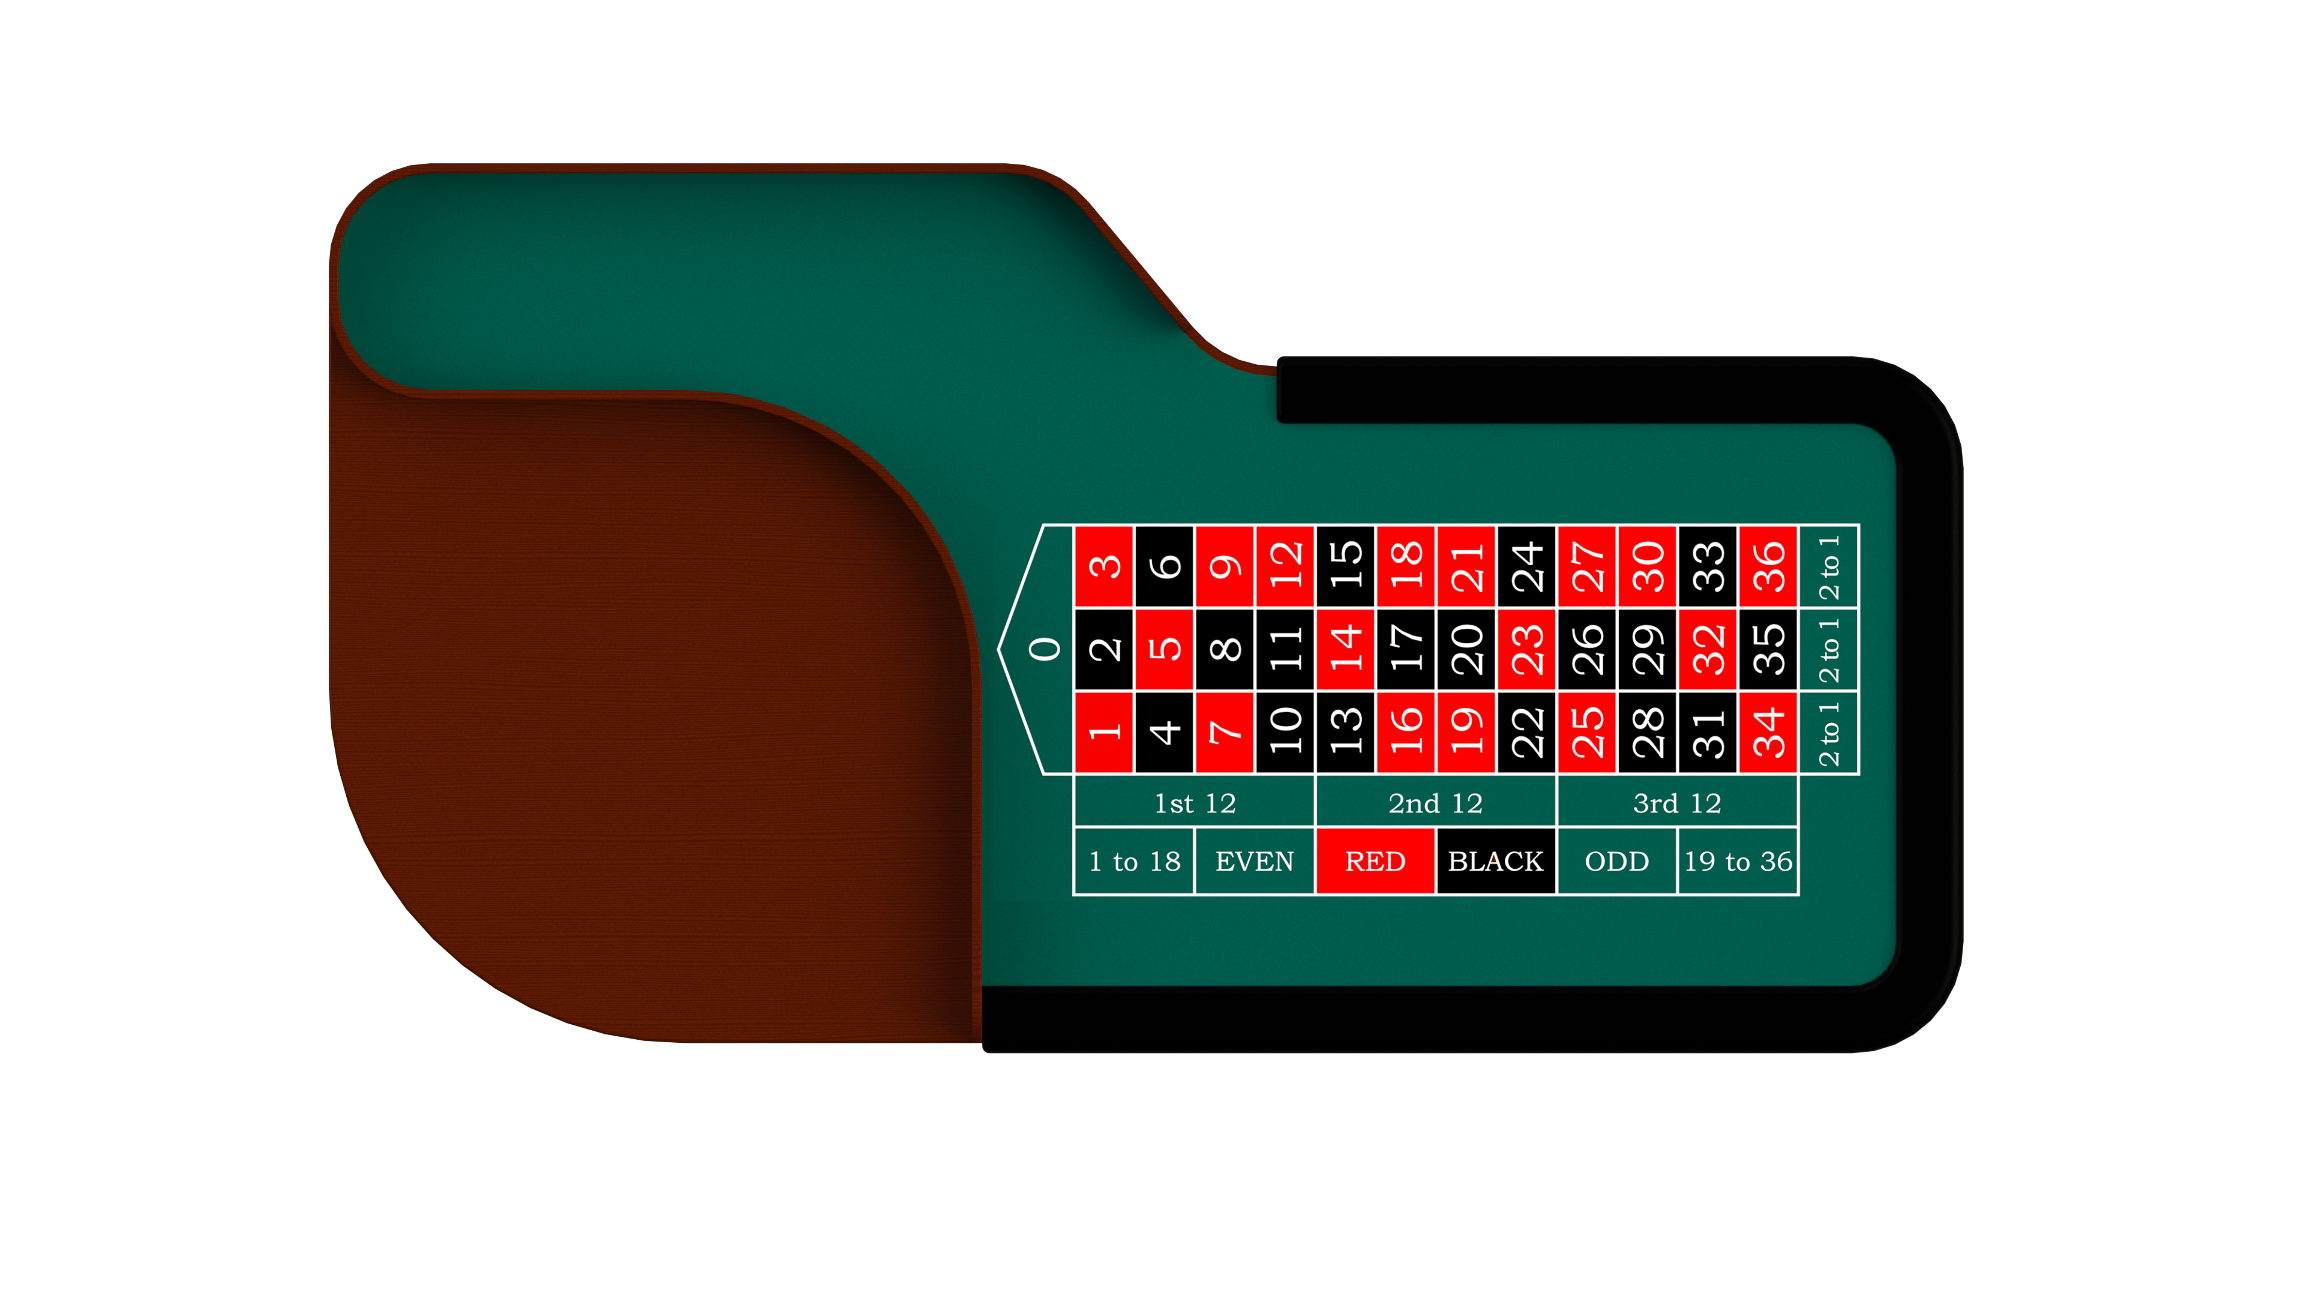 3 6 9 12 15 18 21 24 27 30 33 36 2 to 1
0 2 5 8 11 14 17 20 23 26 29 32 35 2 to 1
1 4 7 10 13 16 19 22 25 28 31 34 2 to 1
1st 12 2nd 12 3rd 12
1 to 18 EVEN RED BLACK ODD 19 to 36